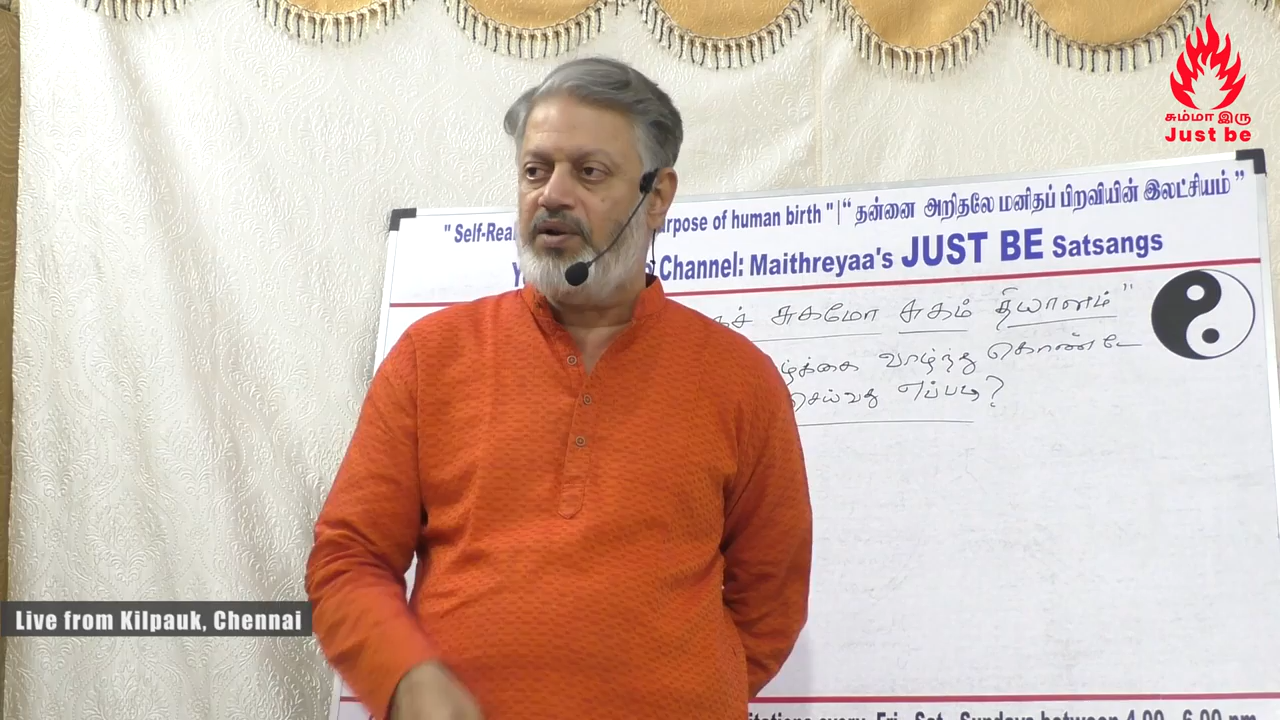 சும்மா இரு
Just be
" Self-Rea urpose of human birth " | “ தன்னை அறிதலே மனிதப் பிறவியின் இலட்சியம் ”
Channel: Maithreyaa's JUST BE Satsangs
சுகமோ சுகம் தியானம் "
வாழ்ந்து கொண்டே
செய்வது எப்படி?
Live from Kilpauk, Chennai